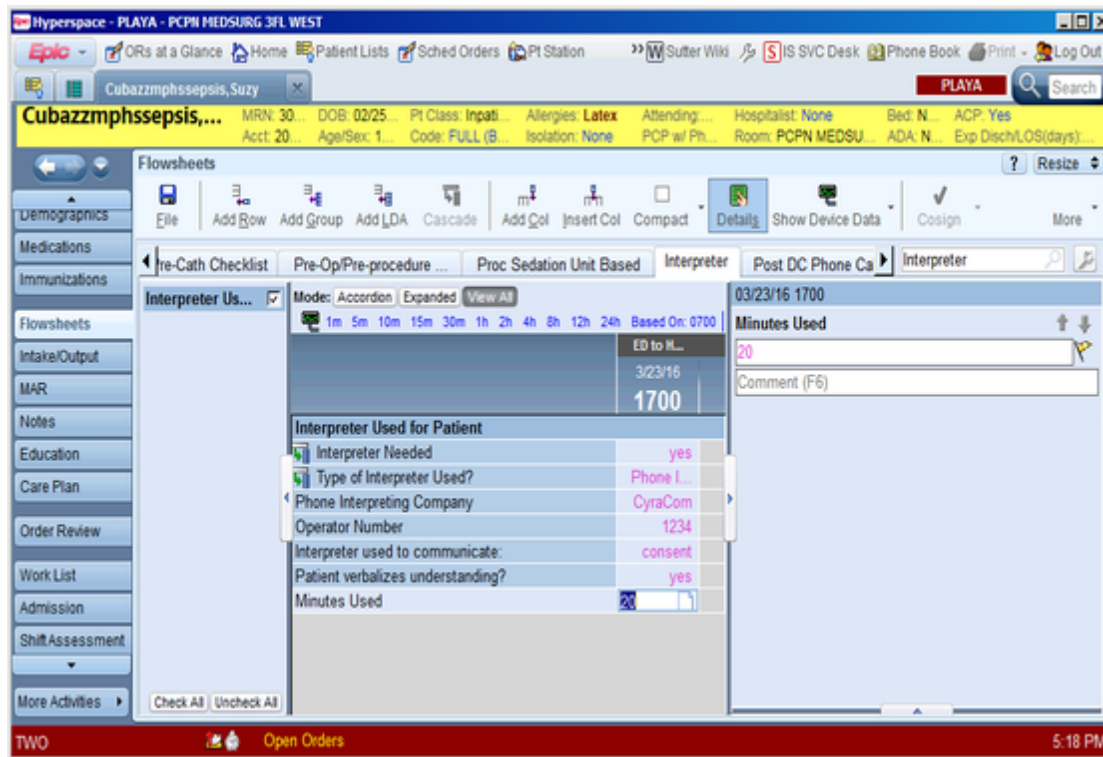 Hyperspace - PLAYA - PCPN MEDSURG 3FL WEST
Epic ORs at a Glance Home Patient Lists Sched Orders Pt Station Sutter Wiki IS SVC Desk Phone Book Print Log Out
Cubazzmphssepsis,Suzy PLAYA Search
Cubazzmphssepsis,... MRN: 30... DOB: 02/25... Pt Class: Inpati... Allergies: Latex Attending:... Hospitalist: None Bed: N... ACP: Yes
Acct: 20... Age/Sex: 1... Code: FULL (B... Isolation: None PCP w/ Ph... Room: PCPN MEDSU... ADA: N... Exp Disch/LOS(days):...
Flowsheets ? Resize
File Add Row Add Group Add LDA Cascade Add Col Insert Col Compact Details Show Device Data Cosign More
re-Cath Checklist Pre-Op/Pre-procedure ... Proc Sedation Unit Based Interpreter Post DC Phone Ca Interpreter
Demographics
Medications
Immunizations
Flowsheets
Intake/Output
MAR
Notes
Education
Care Plan
Order Review
Work List
Admission
Shift Assessment
More Activities
Interpreter Us...
Check All Uncheck All
Mode: Accordion Expanded View All
1m 5m 10m 15m 30m 1h 2h 4h 8h 12h 24h Based On: 0700
ED to H...
3/23/16
1700
Interpreter Used for Patient
Interpreter Needed yes
Type of Interpreter Used? Phone I...
Phone Interpreting Company CyraCom
Operator Number 1234
Interpreter used to communicate: consent
Patient verbalizes understanding? yes
Minutes Used 20
03/23/16 1700
Minutes Used
20
Comment (F6)
TWO Open Orders 5:18 PM